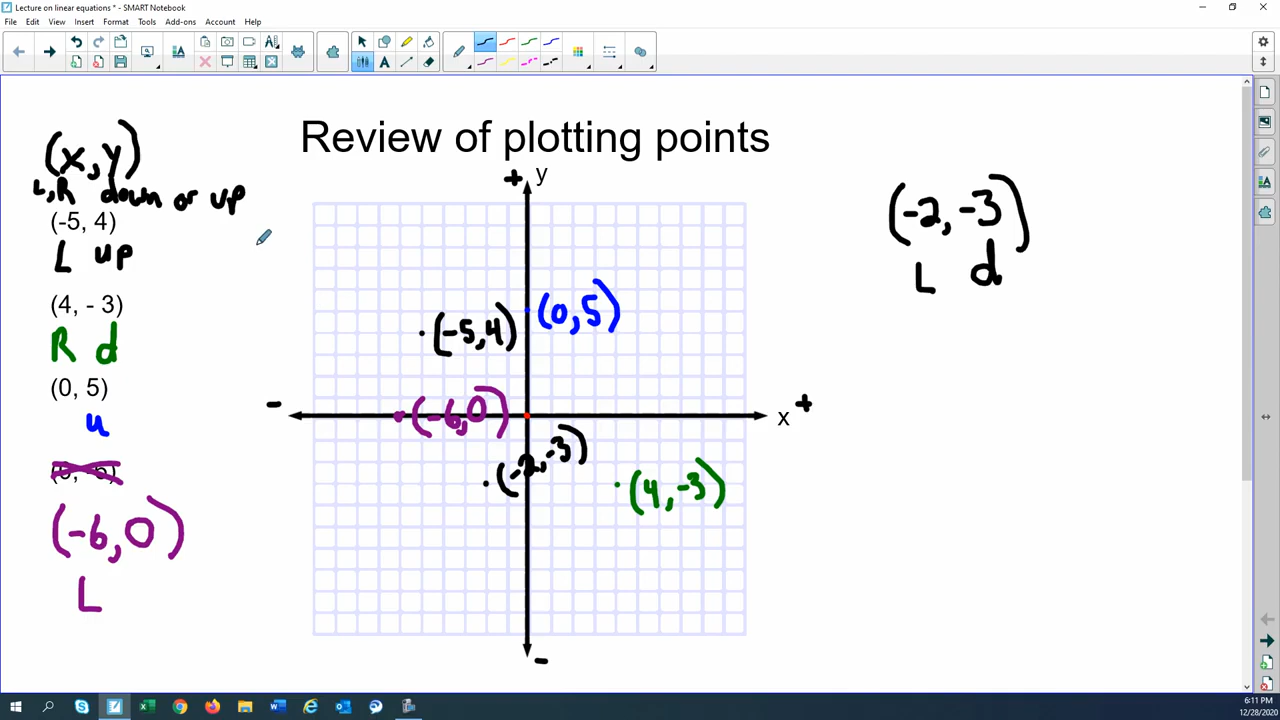 Lecture on linear equations * - SMART Notebook
File Edit View Insert Format Tools Add-ons Account Help
Review of plotting points
(x,y)
L,R down or up
(-5, 4)
L up
(4, - 3)
R d
(0, 5)
u
(-6,0)
L
+ y
(0,5)
(-5,4)
-
(-6,0)
x +
(-2,-3)
(4,-3)
-
(-2,-3)
L d
6:11 PM
12/28/2020